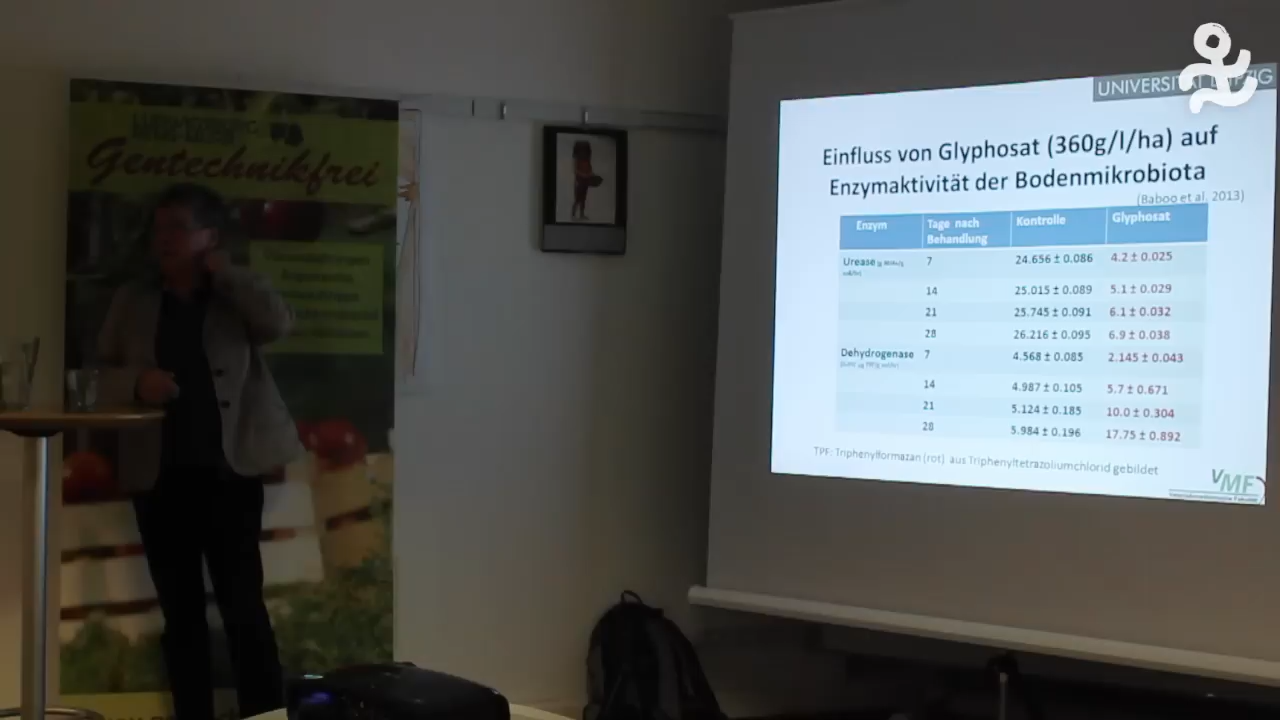 Gentechnikfrei
UNIVERSITÄT LEIPZIG
Einfluss von Glyphosat (360g/l/ha) auf
Enzymaktivität der Bodenmikrobiota
(Baboo et al. 2013)
Enzym Tage nach Behandlung Kontrolle Glyphosat
Urease 7 24.656 ± 0.086 4.2 ± 0.025
14 25.015 ± 0.089 5.1 ± 0.029
21 25.745 ± 0.091 6.1 ± 0.032
28 26.216 ± 0.095 6.9 ± 0.038
Dehydrogenase 7 4.568 ± 0.085 2.145 ± 0.043
14 4.987 ± 0.105 5.7 ± 0.671
21 5.124 ± 0.185 10.0 ± 0.304
28 5.984 ± 0.196 17.75 ± 0.892
TPF: Triphenylformazan (rot) aus Triphenyltetrazoliumchlorid gebildet
VMF